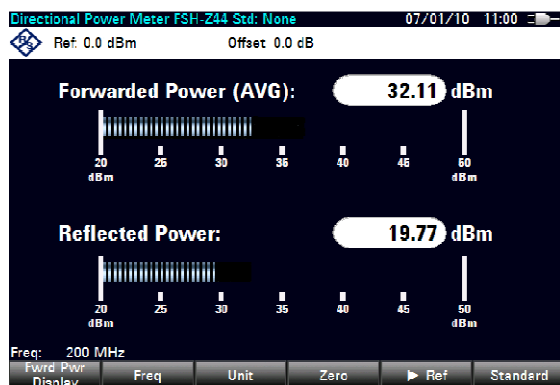 Directional Power Meter FSH-Z44 Std: None 07/01/10 11:00
Ref: 0.0 dBm Offset 0.0 dB
Forwarded Power (AVG): 32.11 dBm
20 25 30 35 40 45 50
dBm dBm
Reflected Power: 19.77 dBm
20 25 30 35 40 45 50
dBm dBm
Freq: 200 MHz
Fwrd Pwr Display Freq Unit Zero ▶ Ref Standard